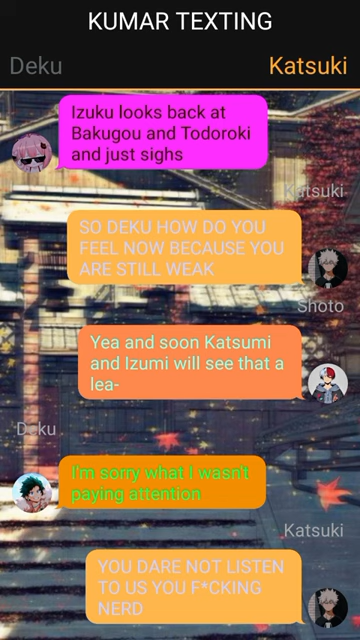 KUMAR TEXTING
Deku
Katsuki
Izuku looks back at
Bakugou and Todoroki
and just sighs
Katsuki
SO DEKU HOW DO YOU
FEEL NOW BECAUSE YOU
ARE STILL WEAK
Shoto
Yea and soon Katsumi
and Izumi will see that a
lea-
Deku
I'm sorry what I wasn't
paying attention
Katsuki
YOU DARE NOT LISTEN
TO US YOU F*CKING
NERD